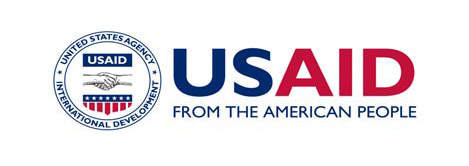 UNITED STATES AGENCY
USAID
INTERNATIONAL DEVELOPMENT
USAID
FROM THE AMERICAN PEOPLE